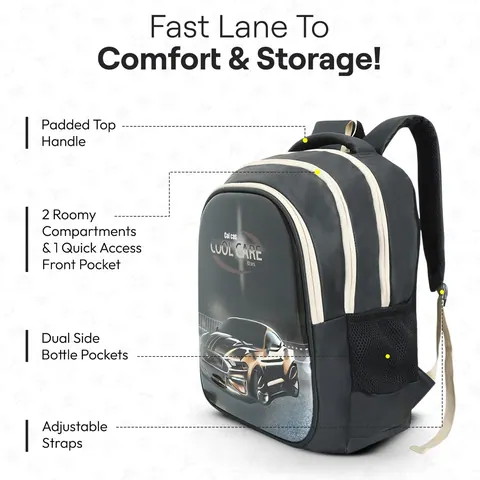 Fast Lane To
Comfort & Storage!
Padded Top
Handle
2 Roomy
Compartments
& 1 Quick Access
Front Pocket
Dual Side
Bottle Pockets
Adjustable
Straps
COOL CARE